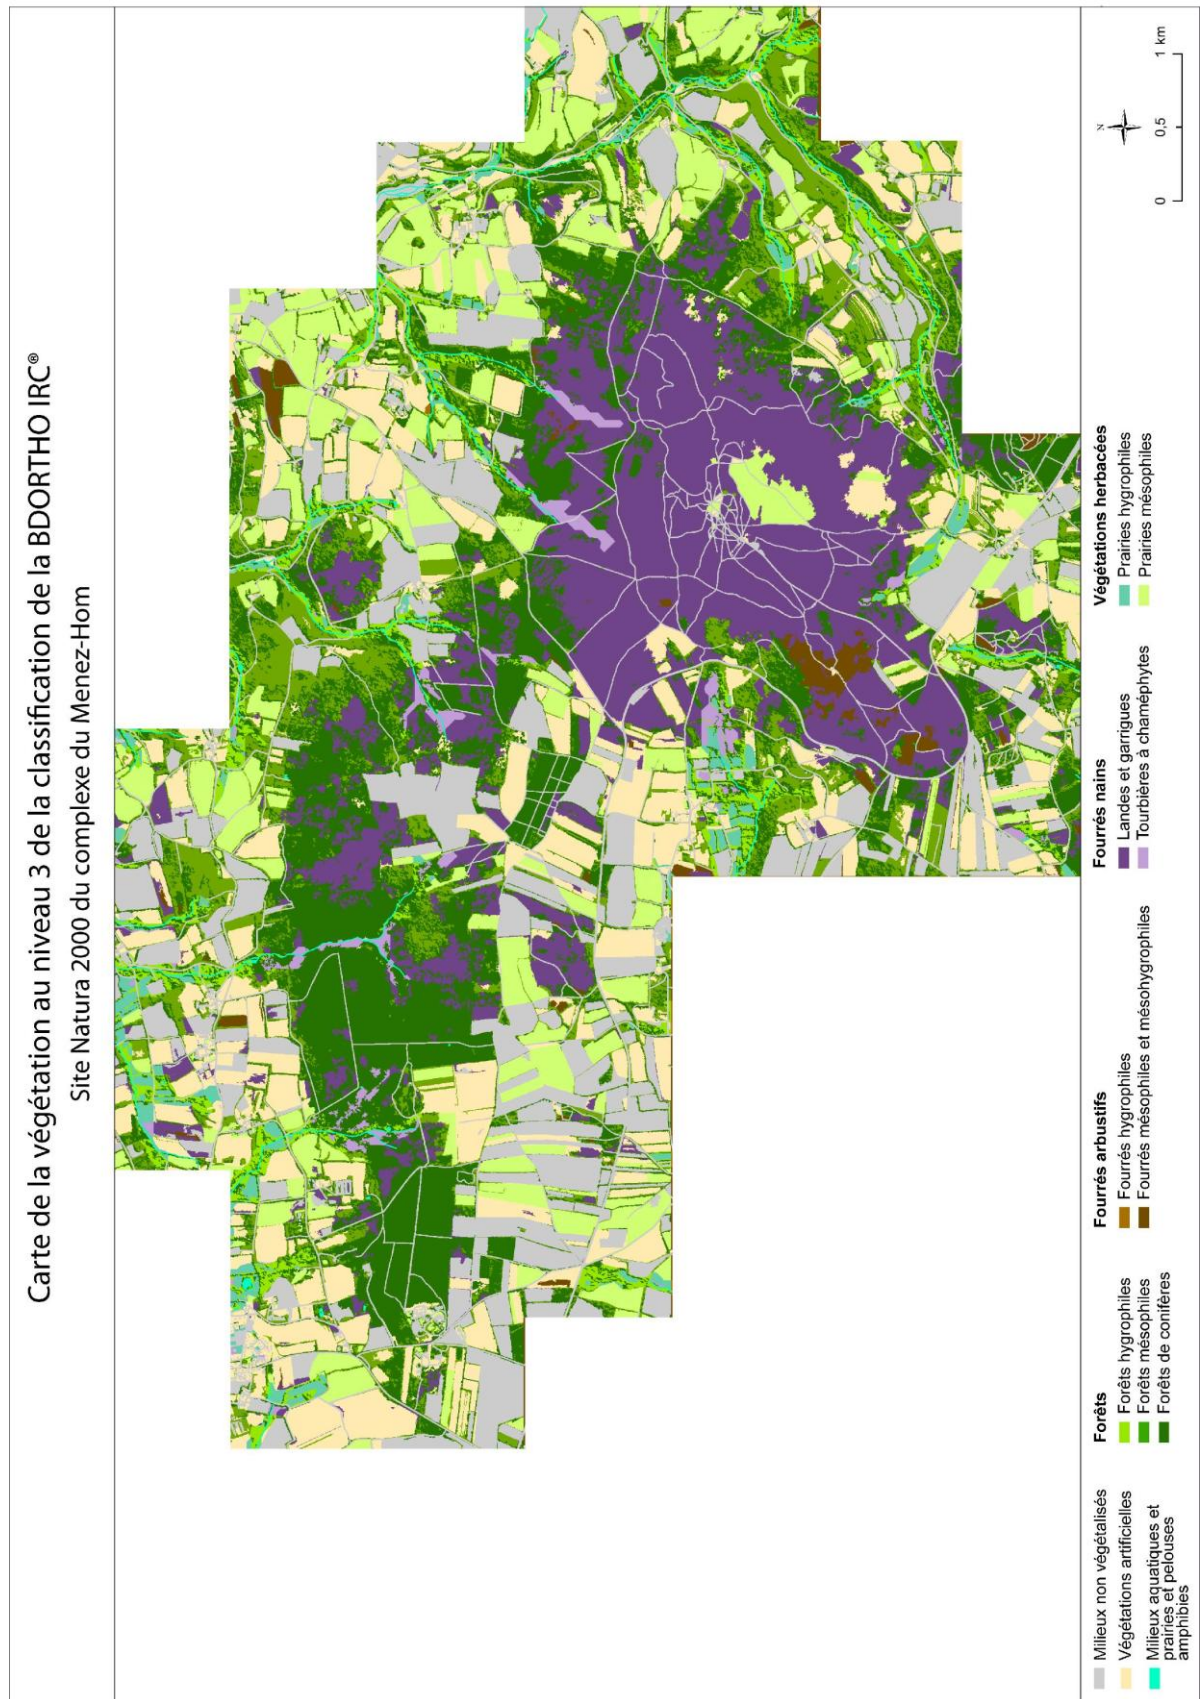 Carte de la végétation au niveau 3 de la classification de la BDORTHO IRC®
Site Natura 2000 du complexe du Menez-Hom
Milieux non végétalisés
Végétations artificielles
Milieux aquatiques et
prairies et pelouses
amphibies
Forêts
Forêts hygrophiles
Forêts mésophiles
Forêts de conifères
Fourrés arbustifs
Fourrés hygrophiles
Fourrés mésophiles et mésohygrophiles
Fourrés nains
Landes et garrigues
Tourbières à chaméphytes
Végétations herbacées
Prairies hygrophiles
Prairies mésophiles
N
0 0.5 1 km